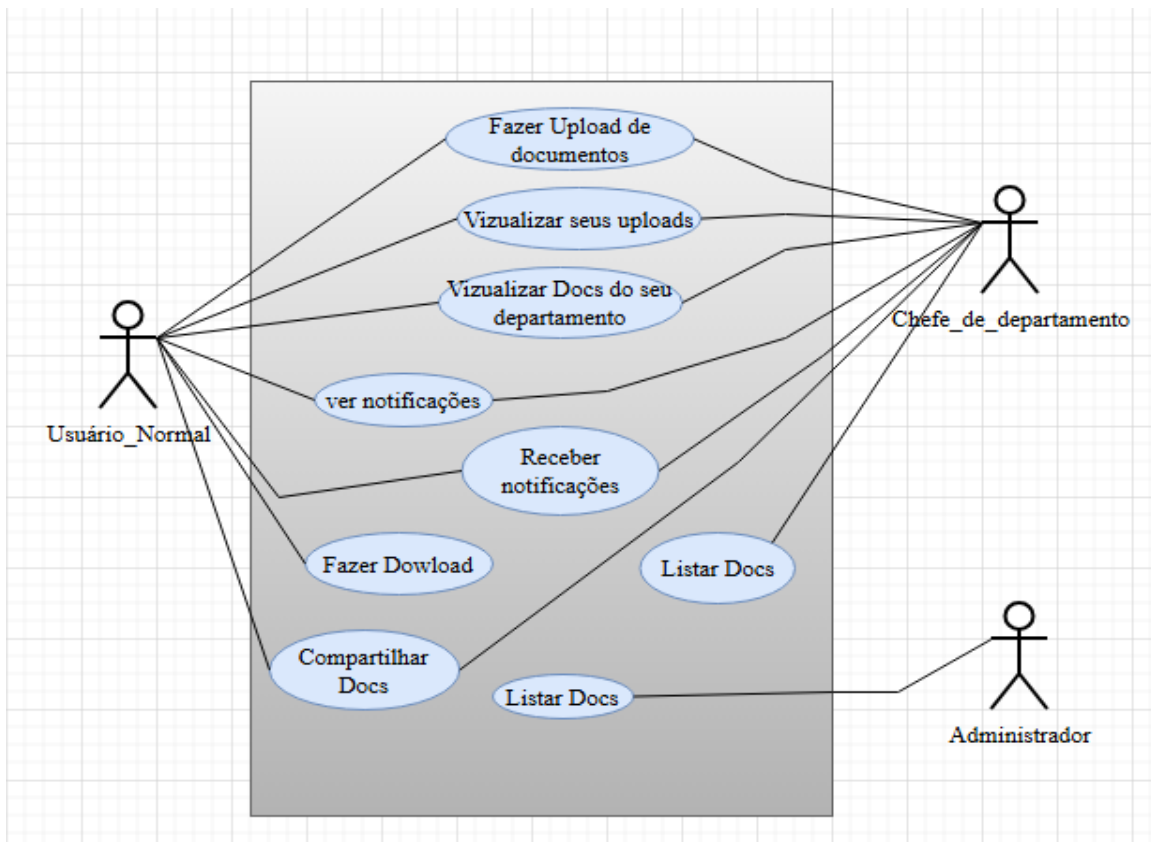 Fazer Upload de
documentos
Vizualizar seus uploads
Vizualizar Docs do seu
departamento
Chefe_de_departamento
ver notificações
Usuário_Normal
Receber
notificações
Fazer Dowload
Listar Docs
Compartilhar
Docs
Listar Docs
Administrador